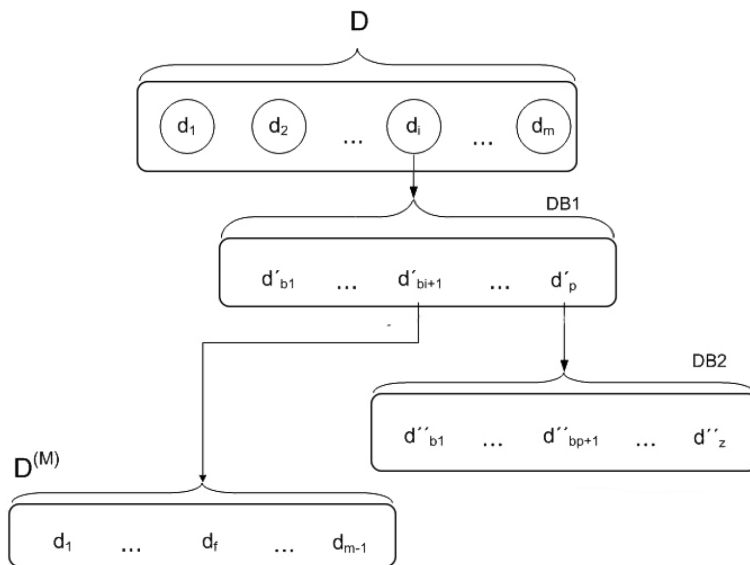 D
d₁ d₂ ... dᵢ ... dₘ
DB1
d´b1 ... d´bi+1 ... d´p
DB2
d´´b1 ... d´´bp+1 ... d´´z
D(M)
d₁ ... df ... dm-1